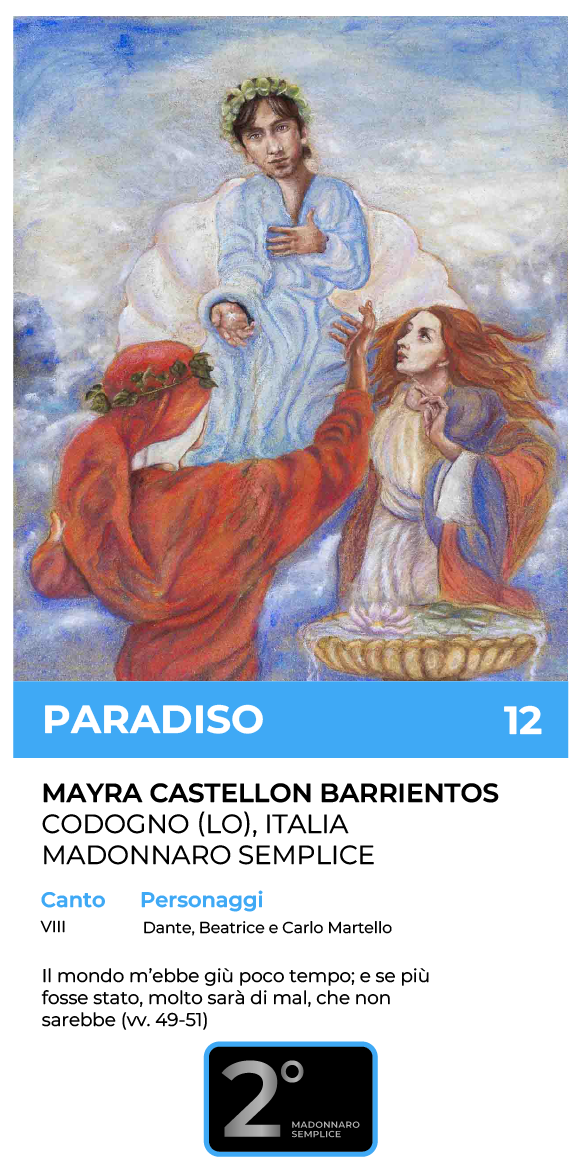 PARADISO 12
MAYRA CASTELLON BARRIENTOS
CODOGNO (LO), ITALIA
MADONNARO SEMPLICE
Canto Personaggi
VIII Dante, Beatrice e Carlo Martello
Il mondo m’ebbe giù poco tempo; e se più
fosse stato, molto sarà di mal, che non
sarebbe (vv. 49-51)
2°
MADONNARO
SEMPLICE